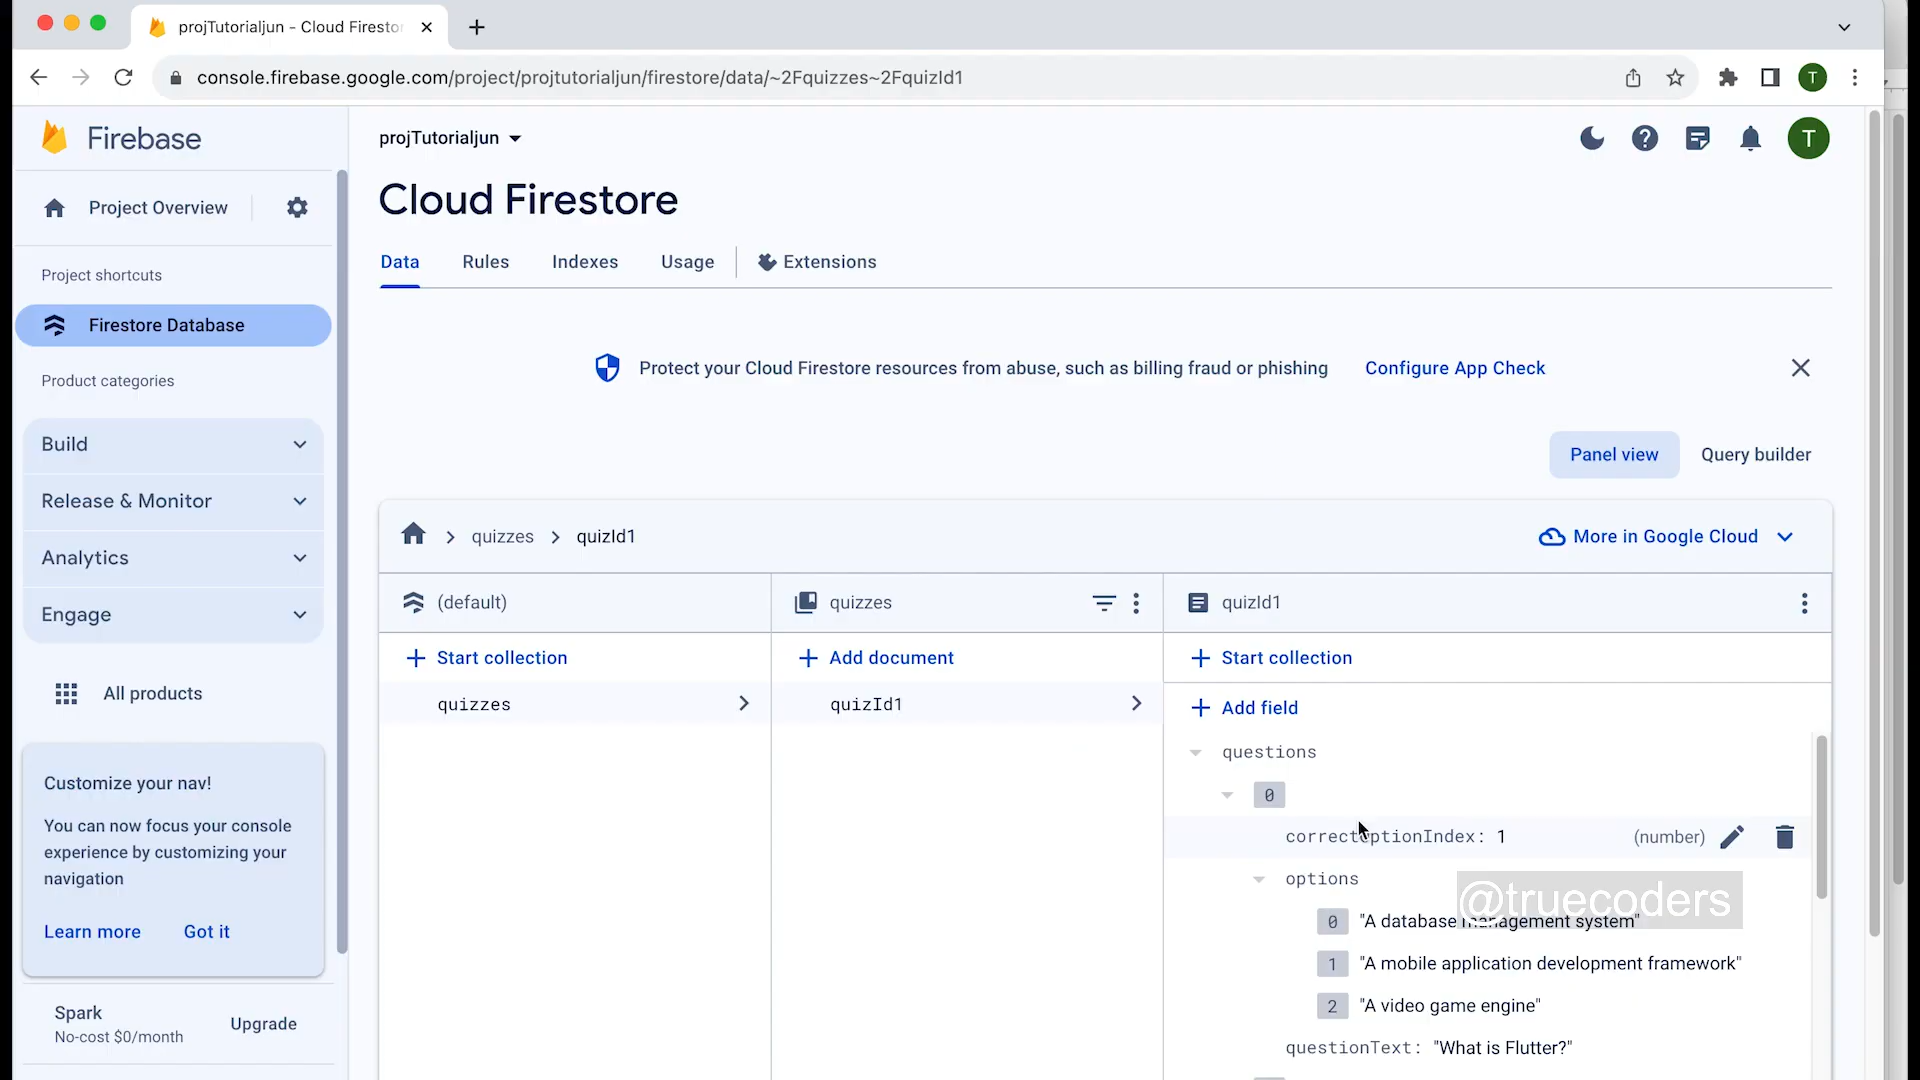 projTutorialjun - Cloud Firestor
console.firebase.google.com/project/projtutorialjun/firestore/data/~2Fquizzes~2FquizId1
T
Firebase
projTutorialjun
T
Project Overview
Cloud Firestore
Project shortcuts
Data
Rules
Indexes
Usage
Extensions
Firestore Database
Product categories
Protect your Cloud Firestore resources from abuse, such as billing fraud or phishing
Configure App Check
Build
Release & Monitor
Analytics
Engage
All products
Panel view
Query builder
quizzes
quizId1
More in Google Cloud
(default)
quizzes
quizId1
Start collection
Add document
Start collection
quizzes
quizId1
Add field
questions
0
correctOptionIndex: 1
(number)
options
@truecoders
0 "A database management system"
1 "A mobile application development framework"
2 "A video game engine"
questionText: "What is Flutter?"
Customize your nav!
You can now focus your console
experience by customizing your
navigation
Learn more
Got it
Spark
No-cost $0/month
Upgrade